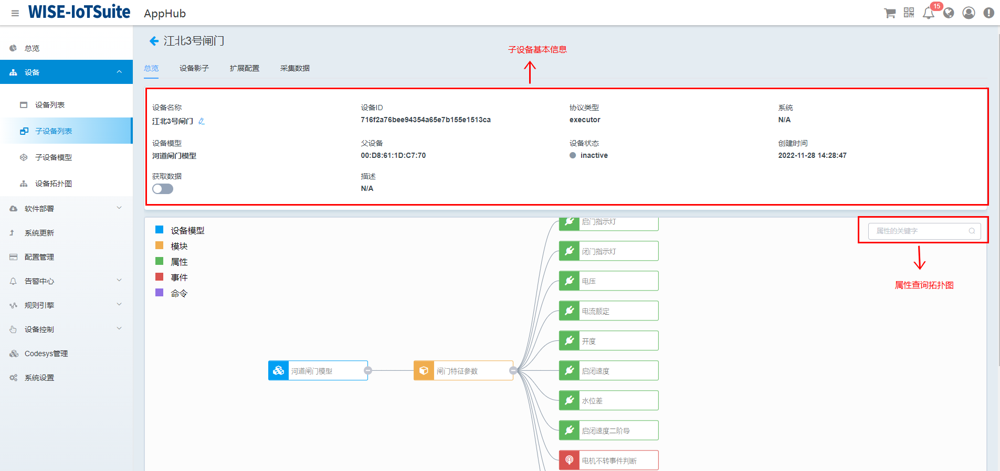 WISE-IoTSuite
AppHub
15
总览
设备
设备列表
子设备列表
子设备模型
设备拓扑图
软件部署
系统更新
配置管理
告警中心
规则引擎
设备控制
Codesys管理
系统设置
江北3号闸门
子设备基本信息
总览 设备影子 扩展配置 采集数据
设备名称 设备ID 协议类型 系统
江北3号闸门 716f2a76bee94354a65e7b155e1513ca executor N/A
设备模型 父设备 设备状态 创建时间
河道闸门模型 00:D8:61:1D:C7:70 inactive 2022-11-28 14:28:47
获取数据 描述
N/A
设备模型
模块
属性
事件
命令
属性的关键字
属性查询拓扑图
河道闸门模型
闸门特征参数
启门指示灯
闭门指示灯
电压
电流额定
开度
启闭速度
水位差
启闭速度二阶导
电机不转事件判断